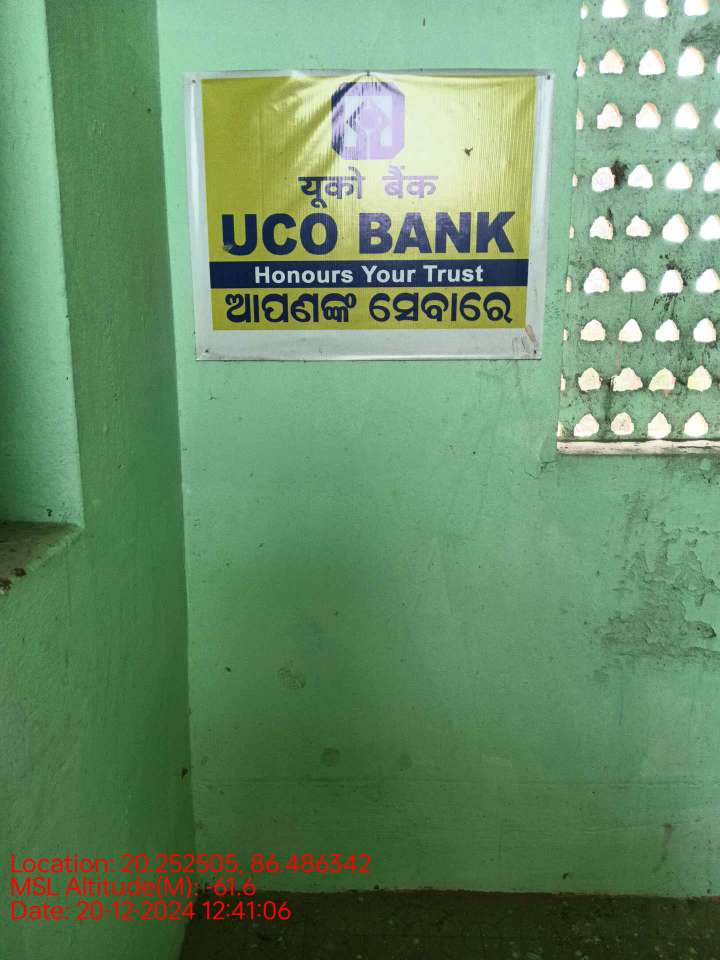 यूको बैंक
UCO BANK
Honours Your Trust
ଆପଣଙ୍କ ସେବାରେ
Location: 20.252505, 86.486342
MSL Altitude(M): -61.6
Date: 20-12-2024 12:41:06